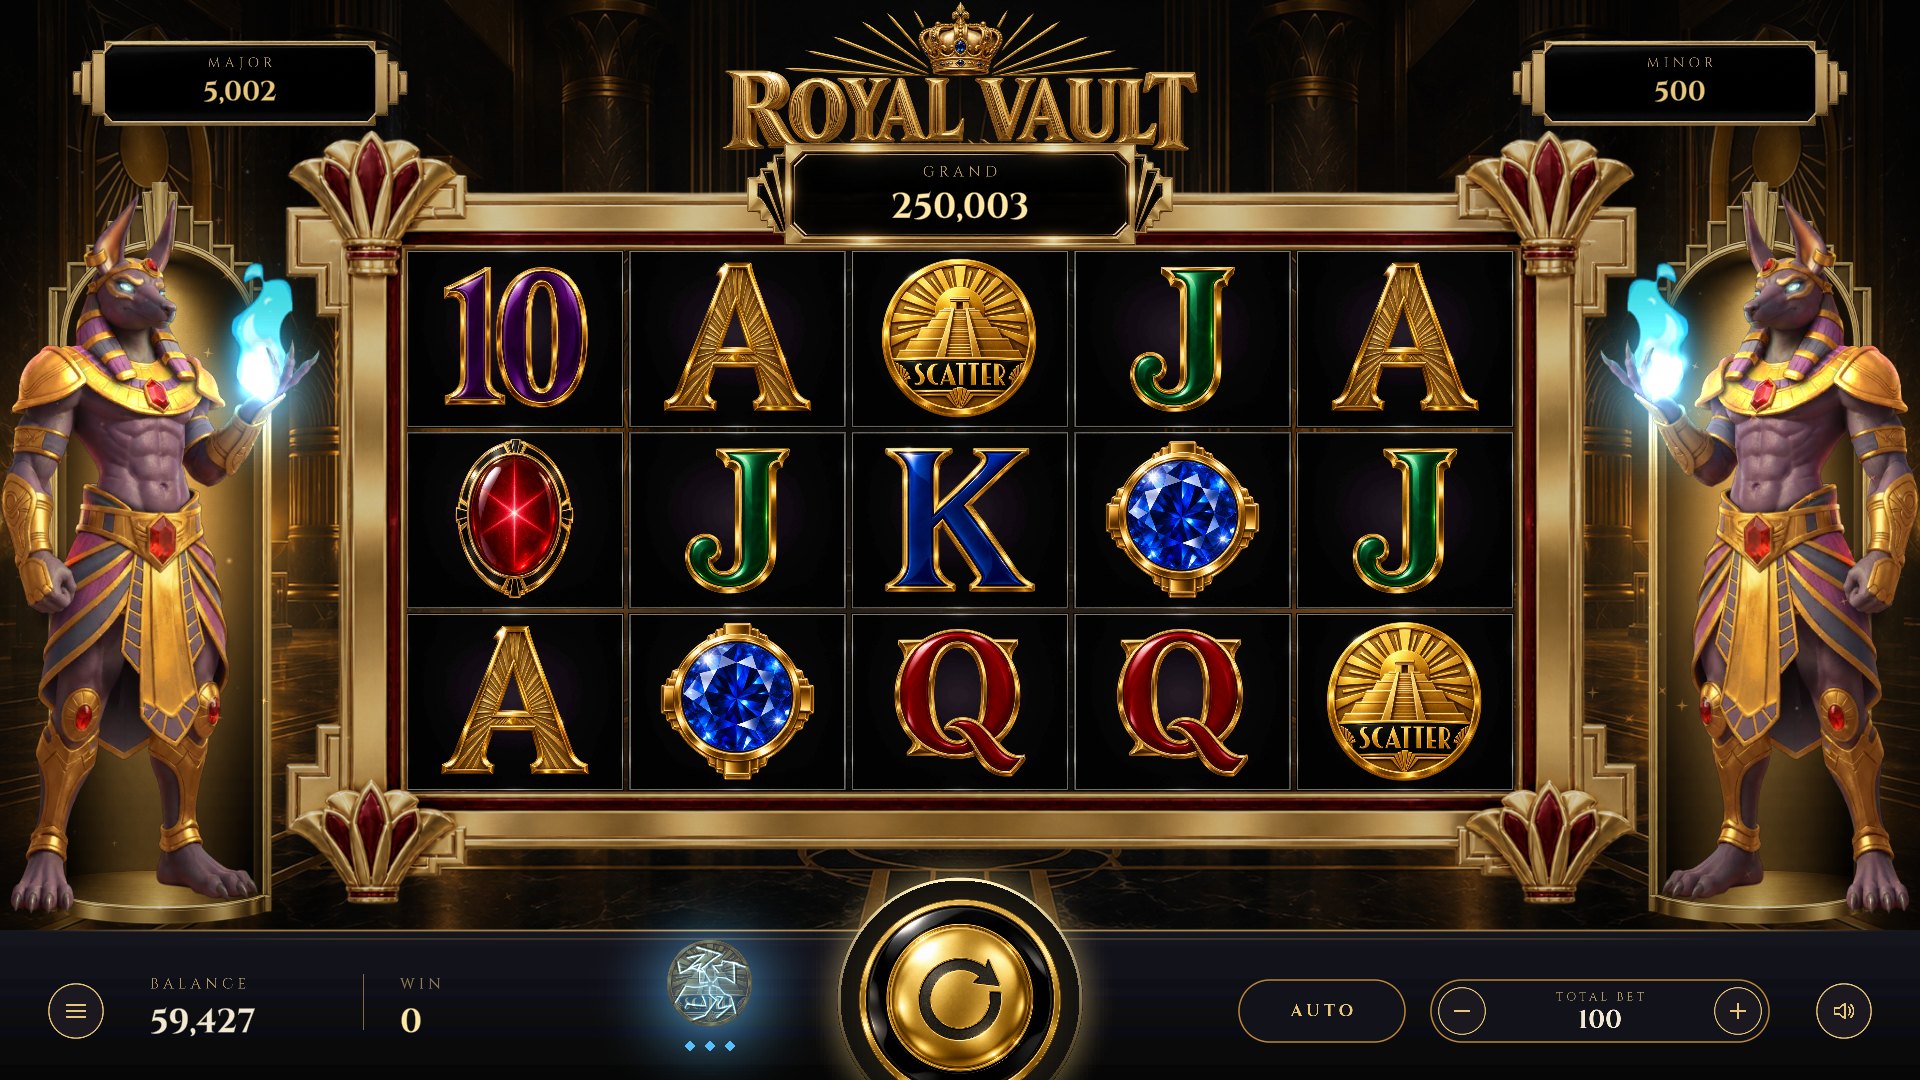 MAJOR
5,002
ROYAL VAULT
MINOR
500
GRAND
250,003
10 A SCATTER J A
J K J
A Q Q SCATTER
BALANCE
59,427
WIN
0
AUTO
TOTAL BET
100